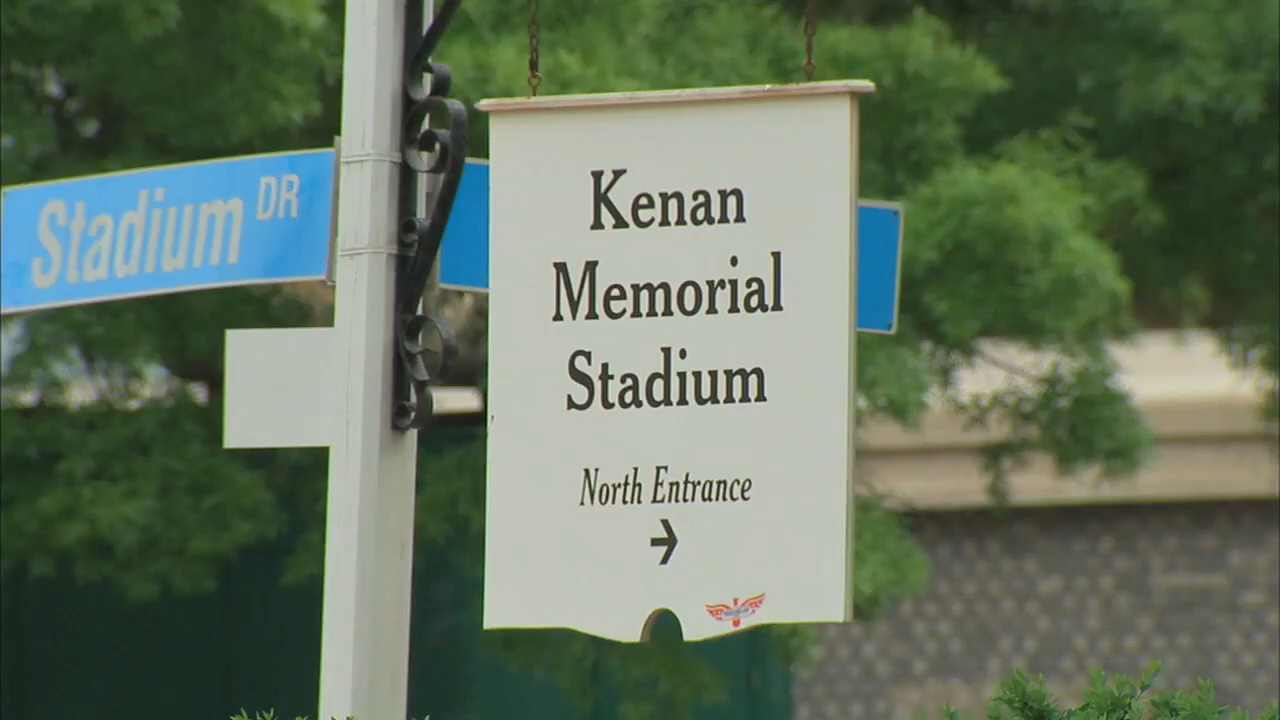 Stadium DR
Kenan
Memorial
Stadium
North Entrance
→